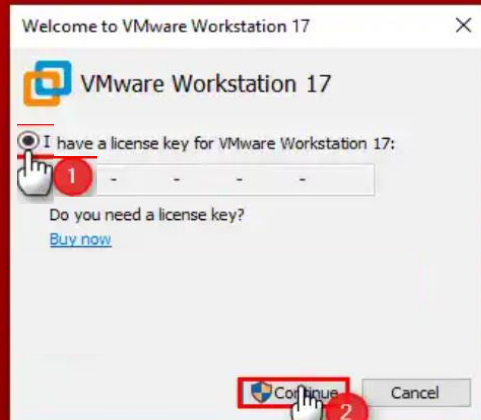 Welcome to VMware Workstation 17
VMware Workstation 17
I have a license key for VMware Workstation 17:
1 - - - -
Do you need a license key?
Buy now
Continue Cancel
2